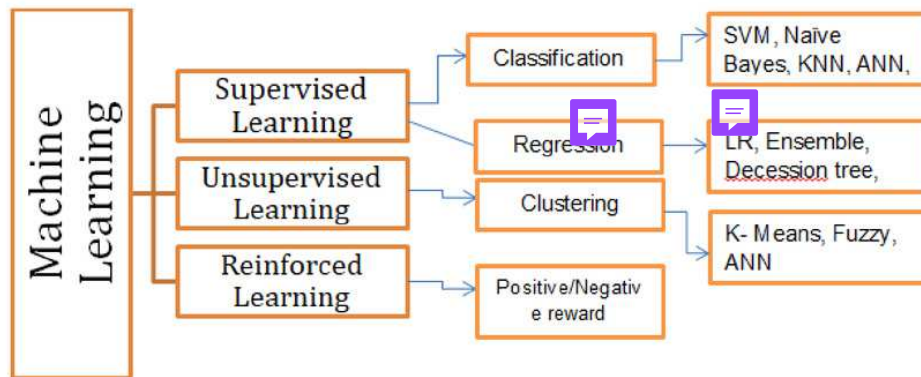 Machine
Learning
Supervised
Learning
Unsupervised
Learning
Reinforced
Learning
Classification
Regression
Clustering
Positive/Negativ
e reward
SVM, Naïve
Bayes, KNN, ANN,
LR, Ensemble,
Decession tree,
K- Means, Fuzzy,
ANN